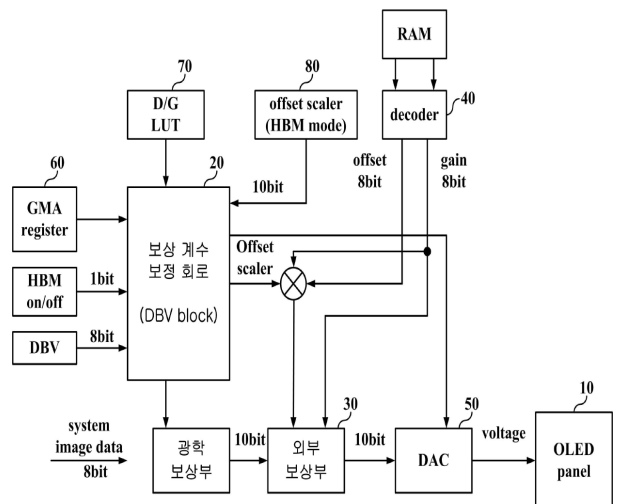 RAM
70
80
D/G
LUT
offset scaler
(HBM mode)
decoder
40
offset
8bit
gain
8bit
60
20
10bit
GMA
register
보상 계수
보정 회로
(DBV block)
Offset
scaler
HBM
on/off
1bit
DBV
8bit
system
image data
8bit
광학
보상부
10bit
30
외부
보상부
10bit
50
DAC
voltage
10
OLED
panel